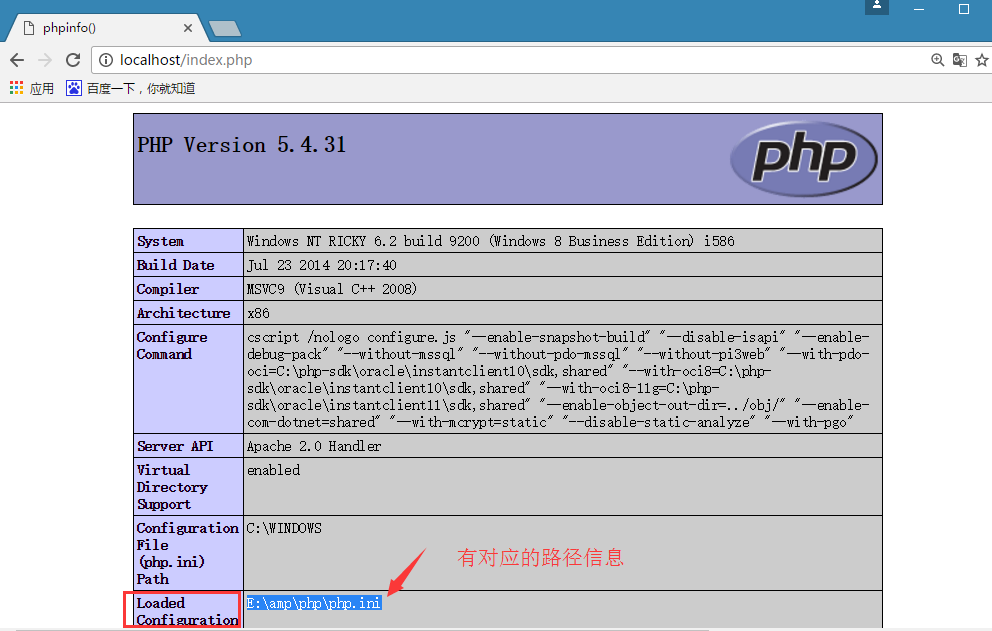 phpinfo()
localhost/index.php
应用 百度一下，你就知道
PHP Version 5.4.31
php
System Windows NT RICKY 6.2 build 9200 (Windows 8 Business Edition) i586
Build Date Jul 23 2014 20:17:40
Compiler MSVC9 (Visual C++ 2008)
Architecture x86
Configure cscript /nologo configure.js "--enable-snapshot-build" "--disable-isapi" "--enable-
Command debug-pack" "--without-mssql" "--without-pdo-mssql" "--without-pi3web" "--with-pdo-
oci=C:\php-sdk\oracle\instantclient10\sdk,shared" "--with-oci8=C:\php-
sdk\oracle\instantclient10\sdk,shared" "--with-oci8-11g=C:\php-
sdk\oracle\instantclient11\sdk,shared" "--enable-object-out-dir=../obj/" "--enable-
com-dotnet=shared" "--with-mcrypt=static" "--disable-static-analyze" "--with-pgo"
Server API Apache 2.0 Handler
Virtual enabled
Directory
Support
Configuration C:\WINDOWS
File
(php.ini)
Path
有对应的路径信息
Loaded E:\amp\php\php.ini
Configuration